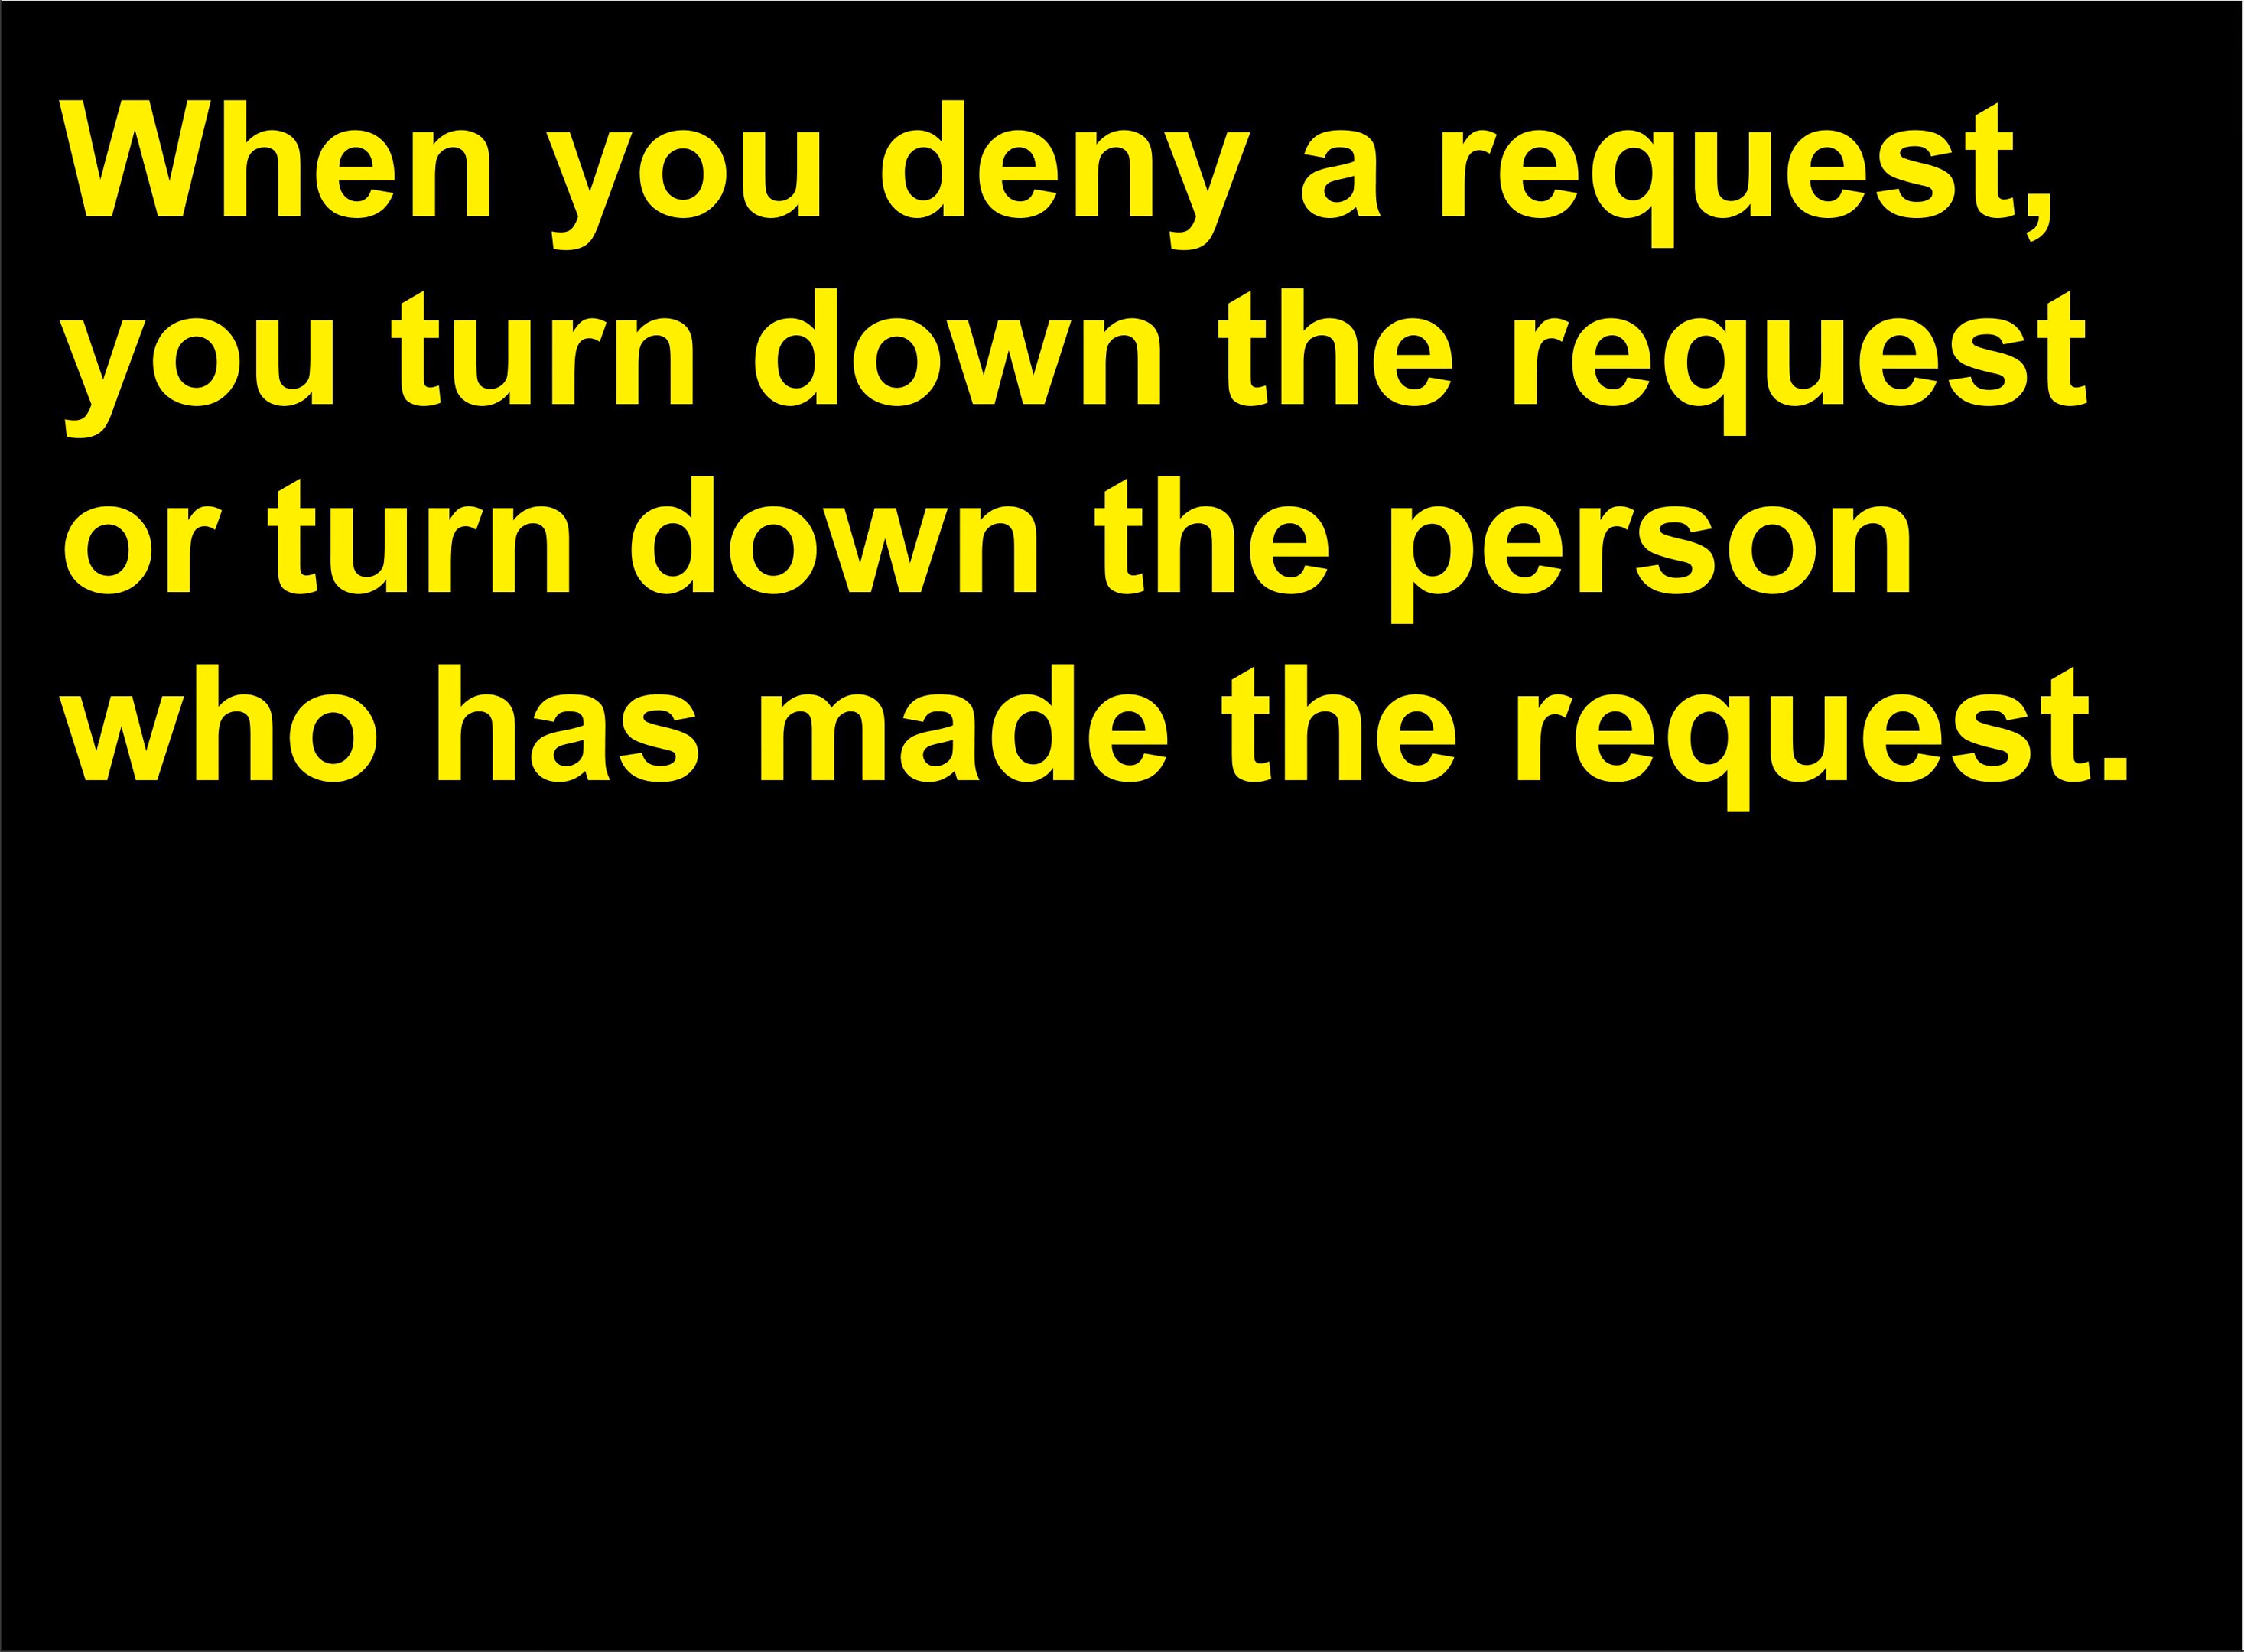 When you deny a request,
you turn down the request
or turn down the person
who has made the request.